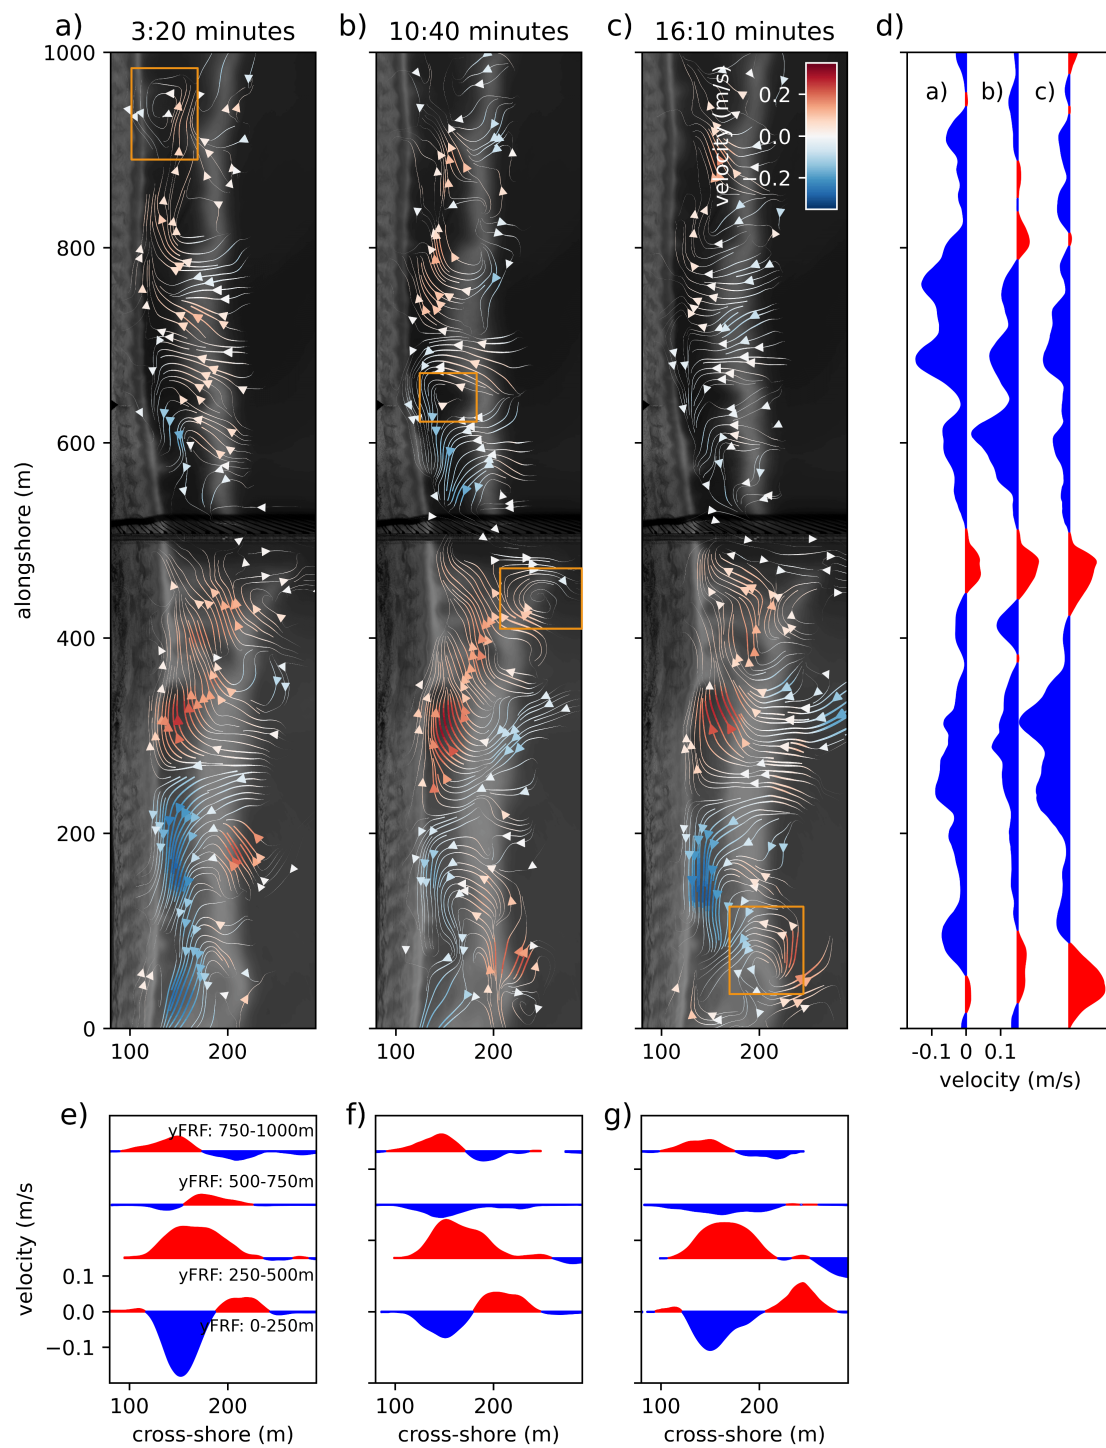 a)
3:20 minutes
b)
10:40 minutes
c)
16:10 minutes
d)
1000
800
600
400
200
0
alongshore (m)
velocity (m/s)
0.2
0.0
−0.2
a)
b)
c)
100
200
100
200
100
200
-0.1
0
0.1
velocity (m/s)
e)
f)
g)
yFRF: 750-1000m
yFRF: 500-750m
yFRF: 250-500m
yFRF: 0-250m
0.1
0.0
−0.1
velocity (m/s
100
200
100
200
100
200
cross-shore (m)
cross-shore (m)
cross-shore (m)